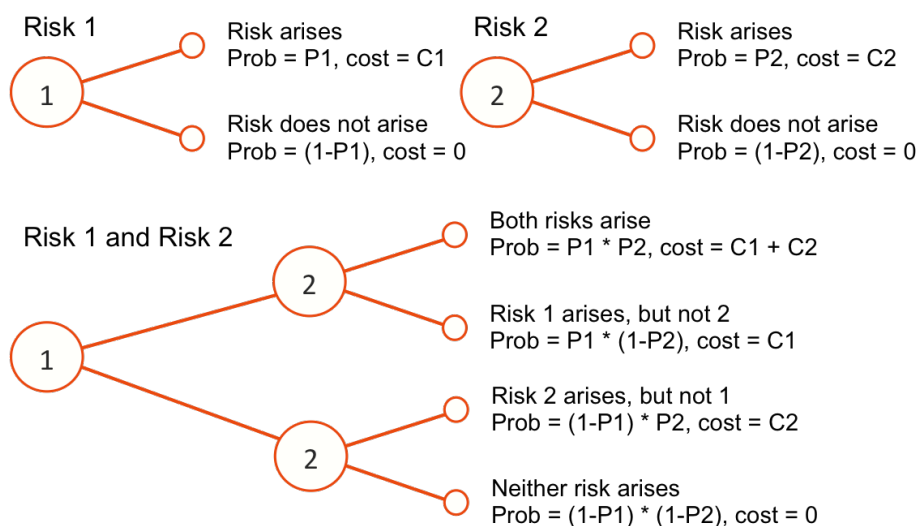 Risk 1
1
Risk arises
Prob = P1, cost = C1
Risk does not arise
Prob = (1-P1), cost = 0
Risk 2
2
Risk arises
Prob = P2, cost = C2
Risk does not arise
Prob = (1-P2), cost = 0
Risk 1 and Risk 2
1
2
Both risks arise
Prob = P1 * P2, cost = C1 + C2
Risk 1 arises, but not 2
Prob = P1 * (1-P2), cost = C1
2
Risk 2 arises, but not 1
Prob = (1-P1) * P2, cost = C2
Neither risk arises
Prob = (1-P1) * (1-P2), cost = 0